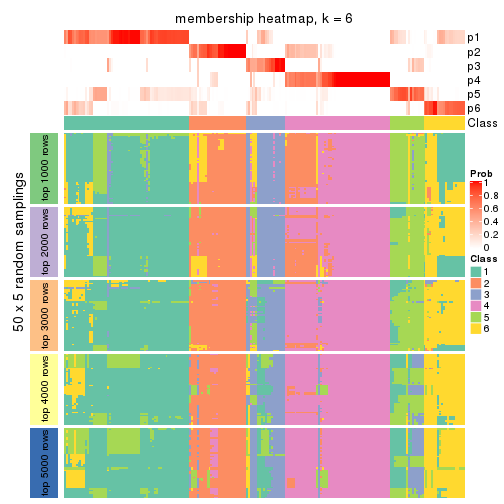 membership heatmap, k = 6
p1
p2
p3
p4
p5
p6
Class
50 x 5 random samplings
top 1000 rows
top 2000 rows
top 3000 rows
top 4000 rows
top 5000 rows
Prob
1
0.8
0.6
0.4
0.2
0
Class
1
2
3
4
5
6